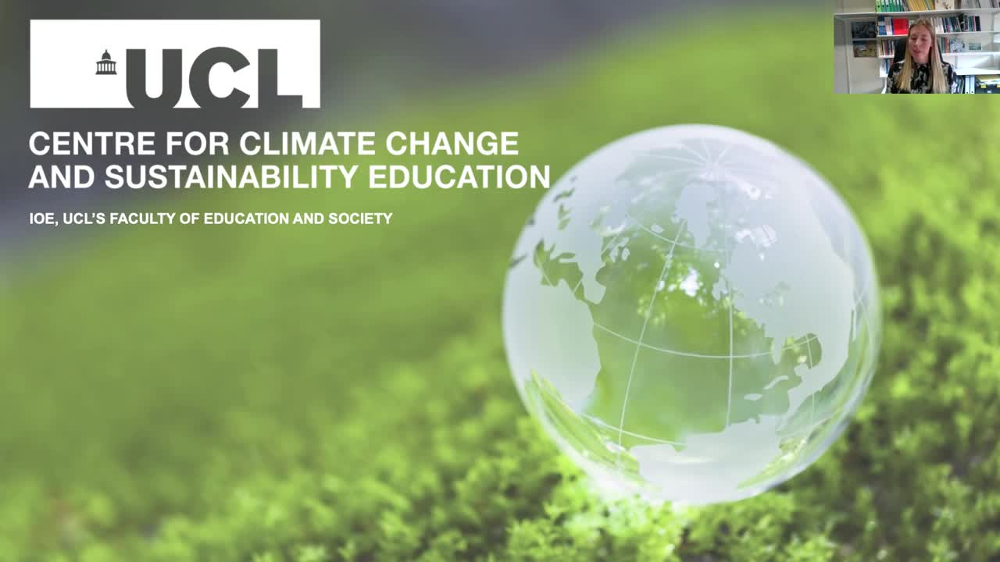 UCL
CENTRE FOR CLIMATE CHANGE
AND SUSTAINABILITY EDUCATION
IOE, UCL'S FACULTY OF EDUCATION AND SOCIETY